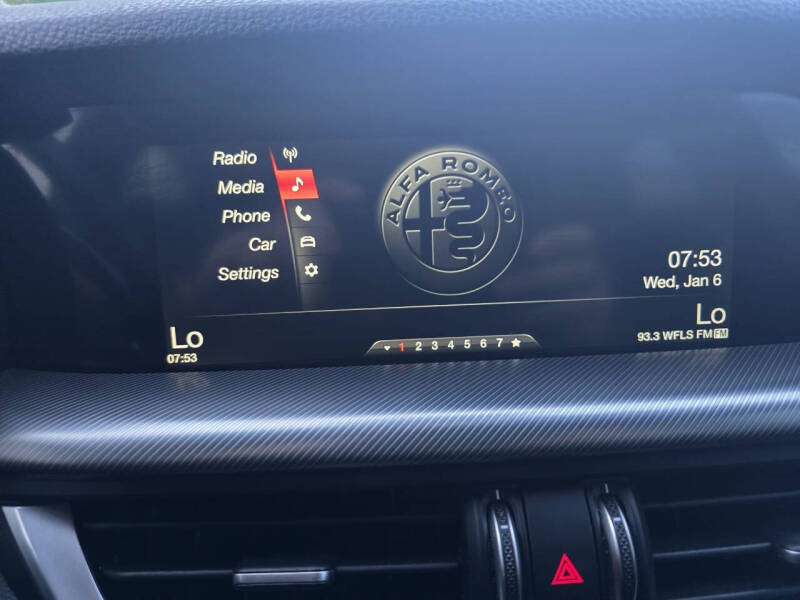 Radio
Media
Phone
Car
Settings
ALFA ROMEO
07:53
Wed, Jan 6
Lo
07:53
1 2 3 4 5 6 7
Lo
93.3 WFLS FM FM